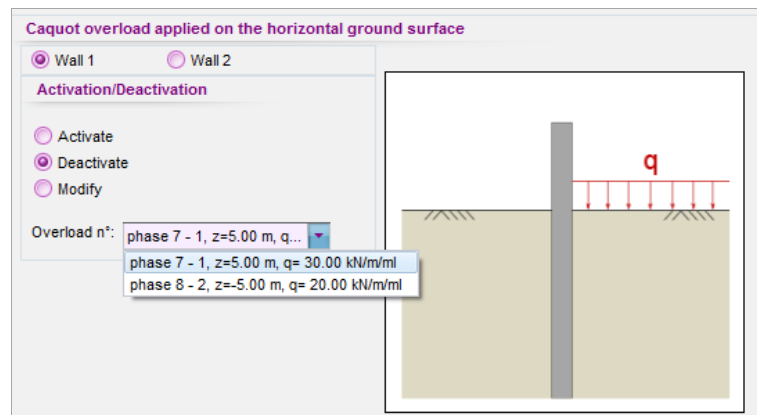 Caquot overload applied on the horizontal ground surface
Wall 1 Wall 2
Activation/Deactivation
Activate
Deactivate
Modify
Overload n°: phase 7 - 1, z=5.00 m, q...
phase 7 - 1, z=5.00 m, q= 30.00 kN/m/ml
phase 8 - 2, z=-5.00 m, q= 20.00 kN/m/ml
q